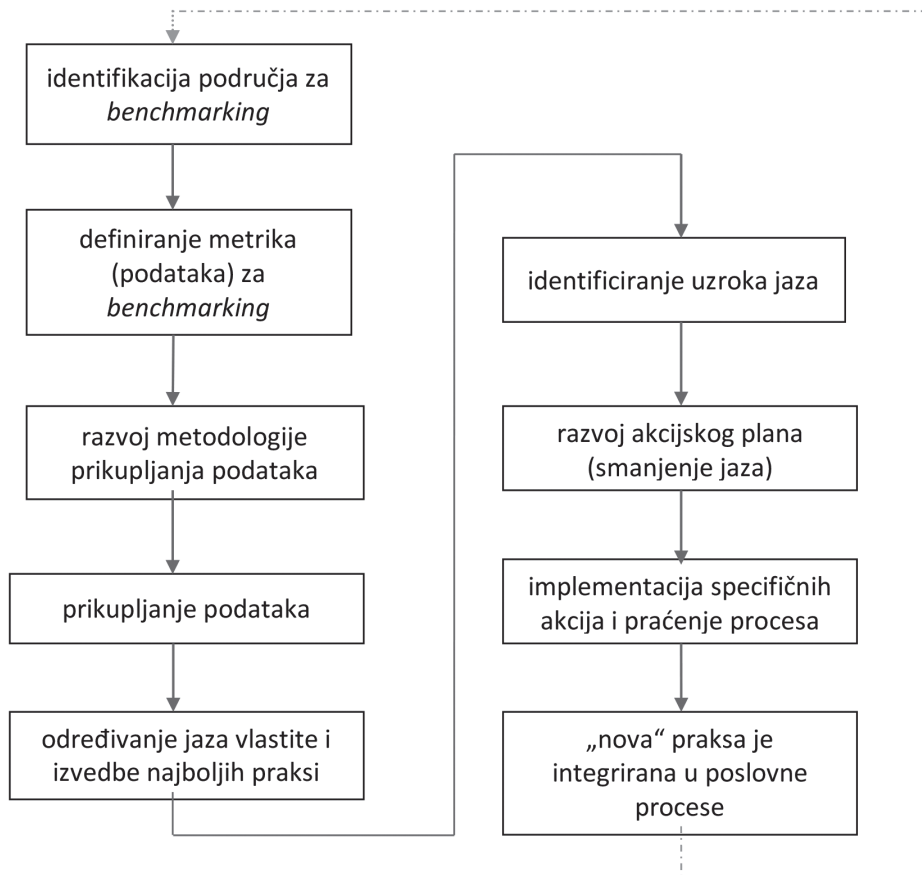 identifikacija područja za
benchmarking
definiranje metrika
(podataka) za
benchmarking
razvoj metodologije
prikupljanja podataka
prikupljanje podataka
određivanje jaza vlastite i
izvedbe najboljih praksi
identificiranje uzroka jaza
razvoj akcijskog plana
(smanjenje jaza)
implementacija specifičnih
akcija i praćenje procesa
„nova“ praksa je
integrirana u poslovne
procese